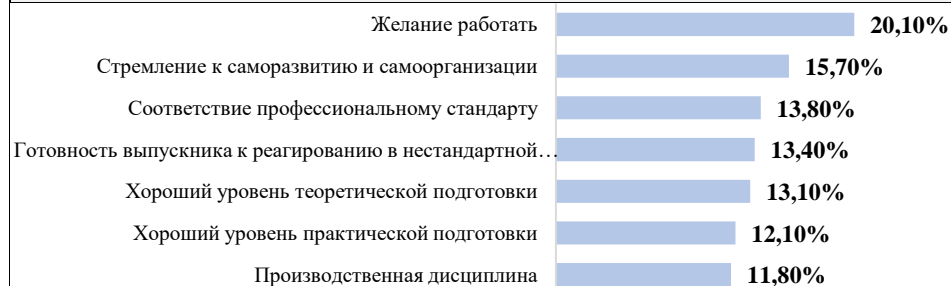 Желание работать 20,10%
Стремление к саморазвитию и самоорганизации 15,70%
Соответствие профессиональному стандарту 13,80%
Готовность выпускника к реагированию в нестандартной… 13,40%
Хороший уровень теоретической подготовки 13,10%
Хороший уровень практической подготовки 12,10%
Производственная дисциплина 11,80%